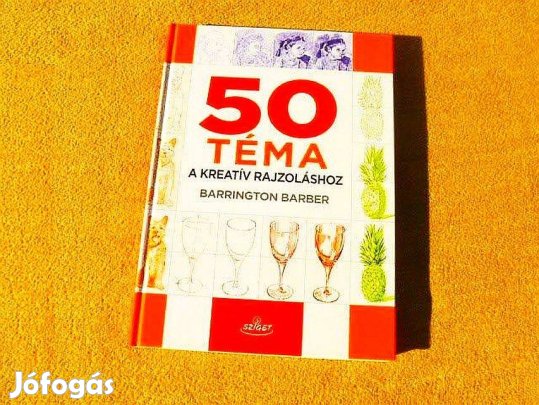 50
TÉMA
A KREATÍV RAJZOLÁSHOZ
BARRINGTON BARBER
SZIGET
Jófogás